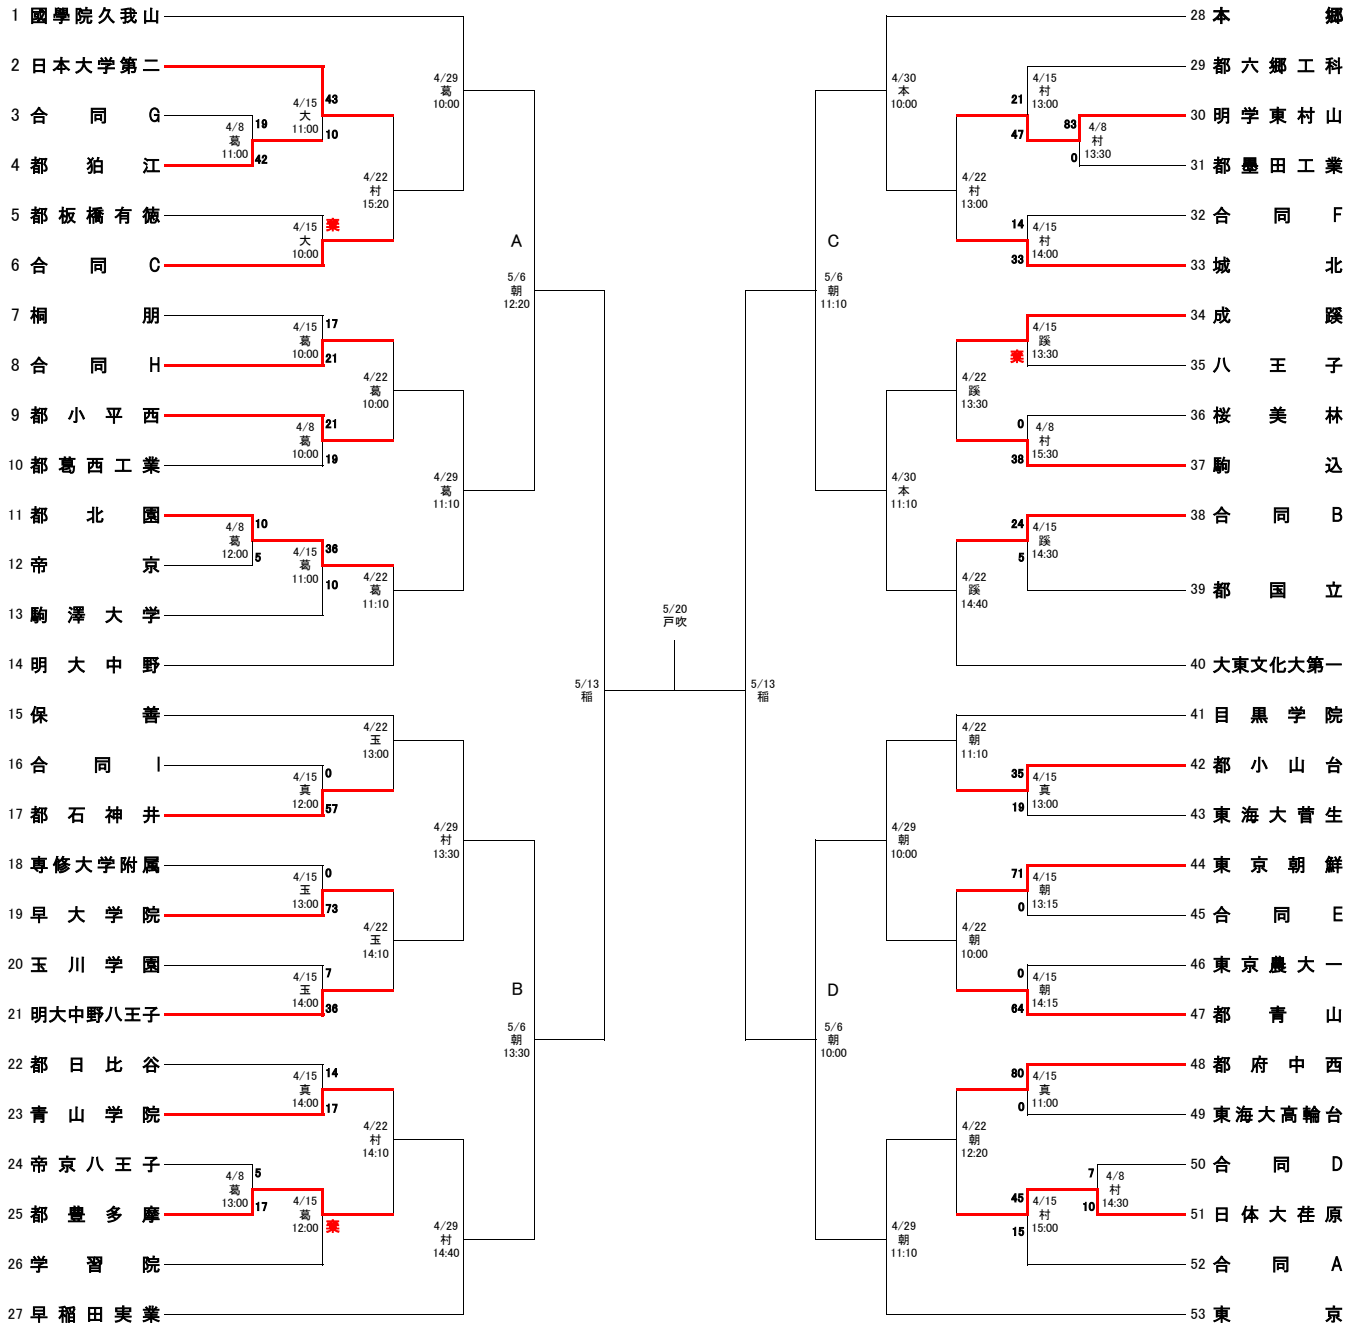 1 國學院久我山
2 日本大学第二
3 合同G
4 都狛江
5 都板橋有徳
6 合同C
7 桐朋
8 合同H
9 都小平西
10 都葛西工業
11 都北園
12 帝京
13 駒澤大学
14 明大中野
15 保善
16 合同I
17 都石神井
18 専修大学附属
19 早大学院
20 玉川学園
21 明大中野八王子
22 都日比谷
23 青山学院
24 帝京八王子
25 都豊多摩
26 学習院
27 早稲田実業
4/8
葛
11:00
19
42
4/8
葛
12:00
10
5
4/8
葛
13:00
5
17
4/15
大
11:00
43
10
4/15
大
10:00
棄
4/15
葛
10:00
17
21
4/8
葛
10:00
21
19
4/15
葛
11:00
36
10
4/15
真
12:00
0
57
4/15
玉
13:00
0
73
4/15
玉
14:00
7
36
4/15
真
14:00
14
17
4/15
葛
12:00
棄
4/22
村
15:20
4/22
葛
10:00
4/22
葛
11:10
4/22
玉
13:00
4/22
玉
14:10
4/22
村
14:10
4/29
葛
10:00
4/29
葛
11:10
4/29
村
13:30
4/29
村
14:40
A
5/6
朝
12:20
B
5/6
朝
13:30
5/13
稲
5/20
戸吹
5/13
稲
C
5/6
朝
11:10
D
5/6
朝
10:00
4/30
本
10:00
4/30
本
11:10
4/29
朝
10:00
4/29
朝
11:10
4/22
村
13:00
4/22
蹊
13:30
4/22
蹊
14:40
4/22
朝
11:10
4/22
朝
10:00
4/22
朝
12:20
21
47
4/15
村
13:00
83
0
4/8
村
13:30
14
33
4/15
村
14:00
棄
4/15
蹊
13:30
0
38
4/8
村
15:30
24
5
4/15
蹊
14:30
35
19
4/15
真
13:00
71
0
4/15
朝
13:15
0
64
4/15
朝
14:15
80
0
4/15
真
11:00
45
15
4/15
村
15:00
7
10
4/8
村
14:30
28 本郷
29 都六郷工科
30 明学東村山
31 都墨田工業
32 合同F
33 城北
34 成蹊
35 八王子
36 桜美林
37 駒込
38 合同B
39 都国立
40 大東文化大第一
41 目黒学院
42 都小山台
43 東海大菅生
44 東京朝鮮
45 合同E
46 東京農大一
47 都青山
48 都府中西
49 東海大高輪台
50 合同D
51 日体大荏原
52 合同A
53 東京